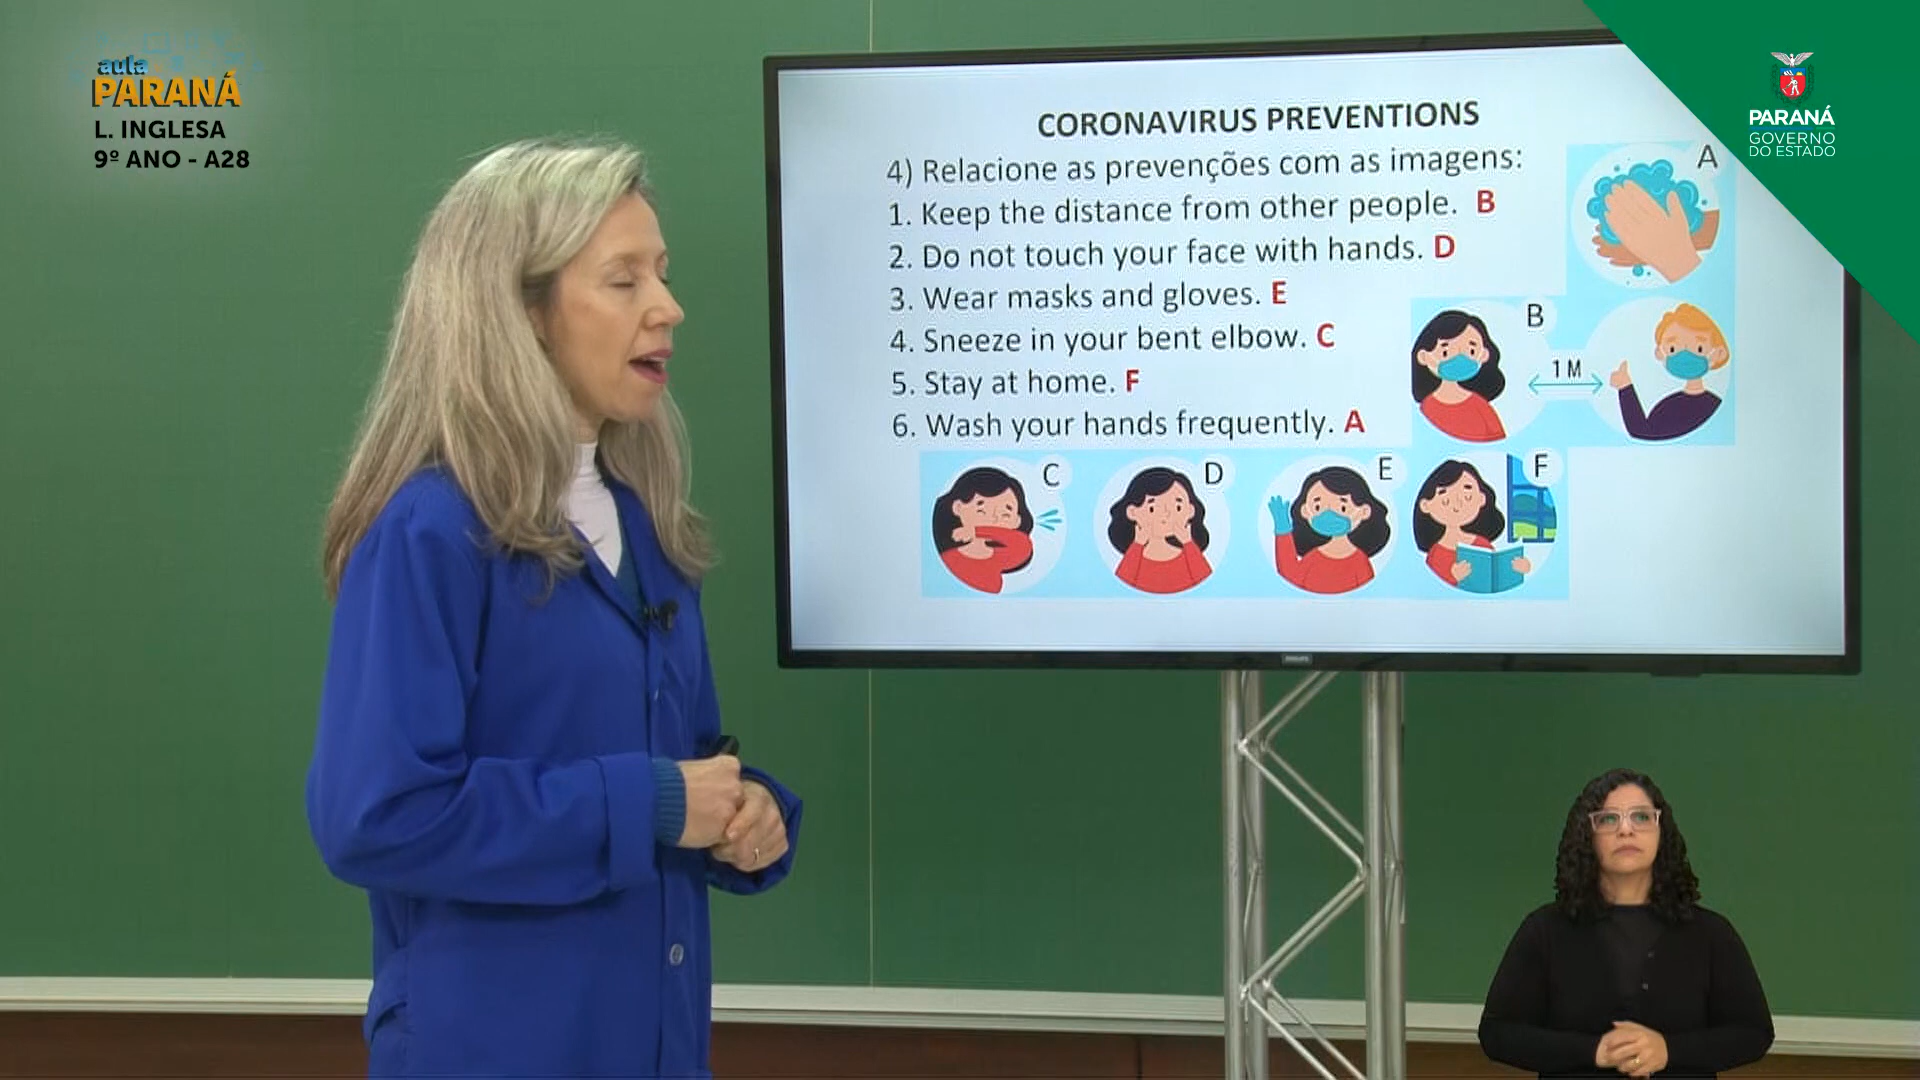 aula
PARANÁ
L. INGLESA
9º ANO - A28
CORONAVIRUS PREVENTIONS
4) Relacione as prevenções com as imagens:
1. Keep the distance from other people. B
2. Do not touch your face with hands. D
3. Wear masks and gloves. E
4. Sneeze in your bent elbow. C
5. Stay at home. F
6. Wash your hands frequently. A
A
B
1 M
C
D
E
F
PARANÁ
GOVERNO
DO ESTADO
PHILIPS